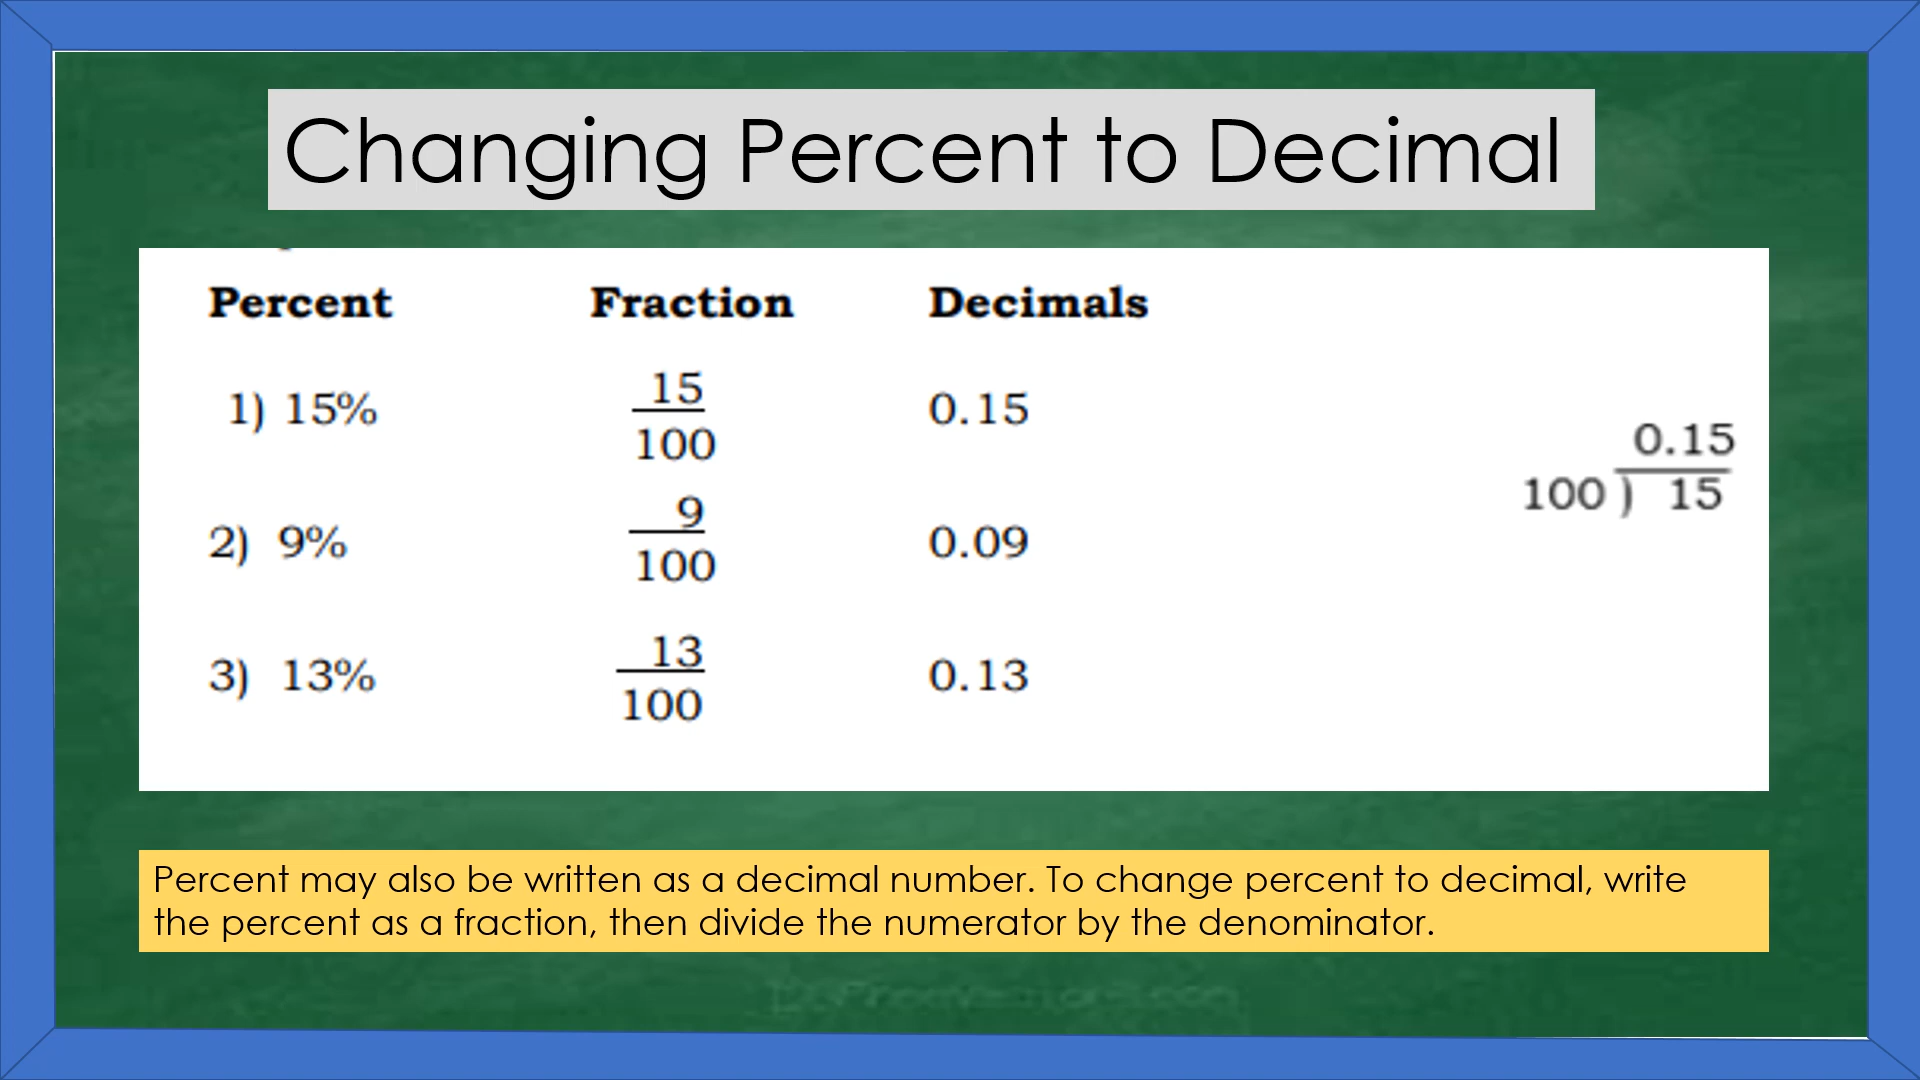 Changing Percent to Decimal
Percent Fraction Decimals
1) 15% 15/100 0.15
0.15
100 ) 15
2) 9% 9/100 0.09
3) 13% 13/100 0.13
Percent may also be written as a decimal number. To change percent to decimal, write
the percent as a fraction, then divide the numerator by the denominator.